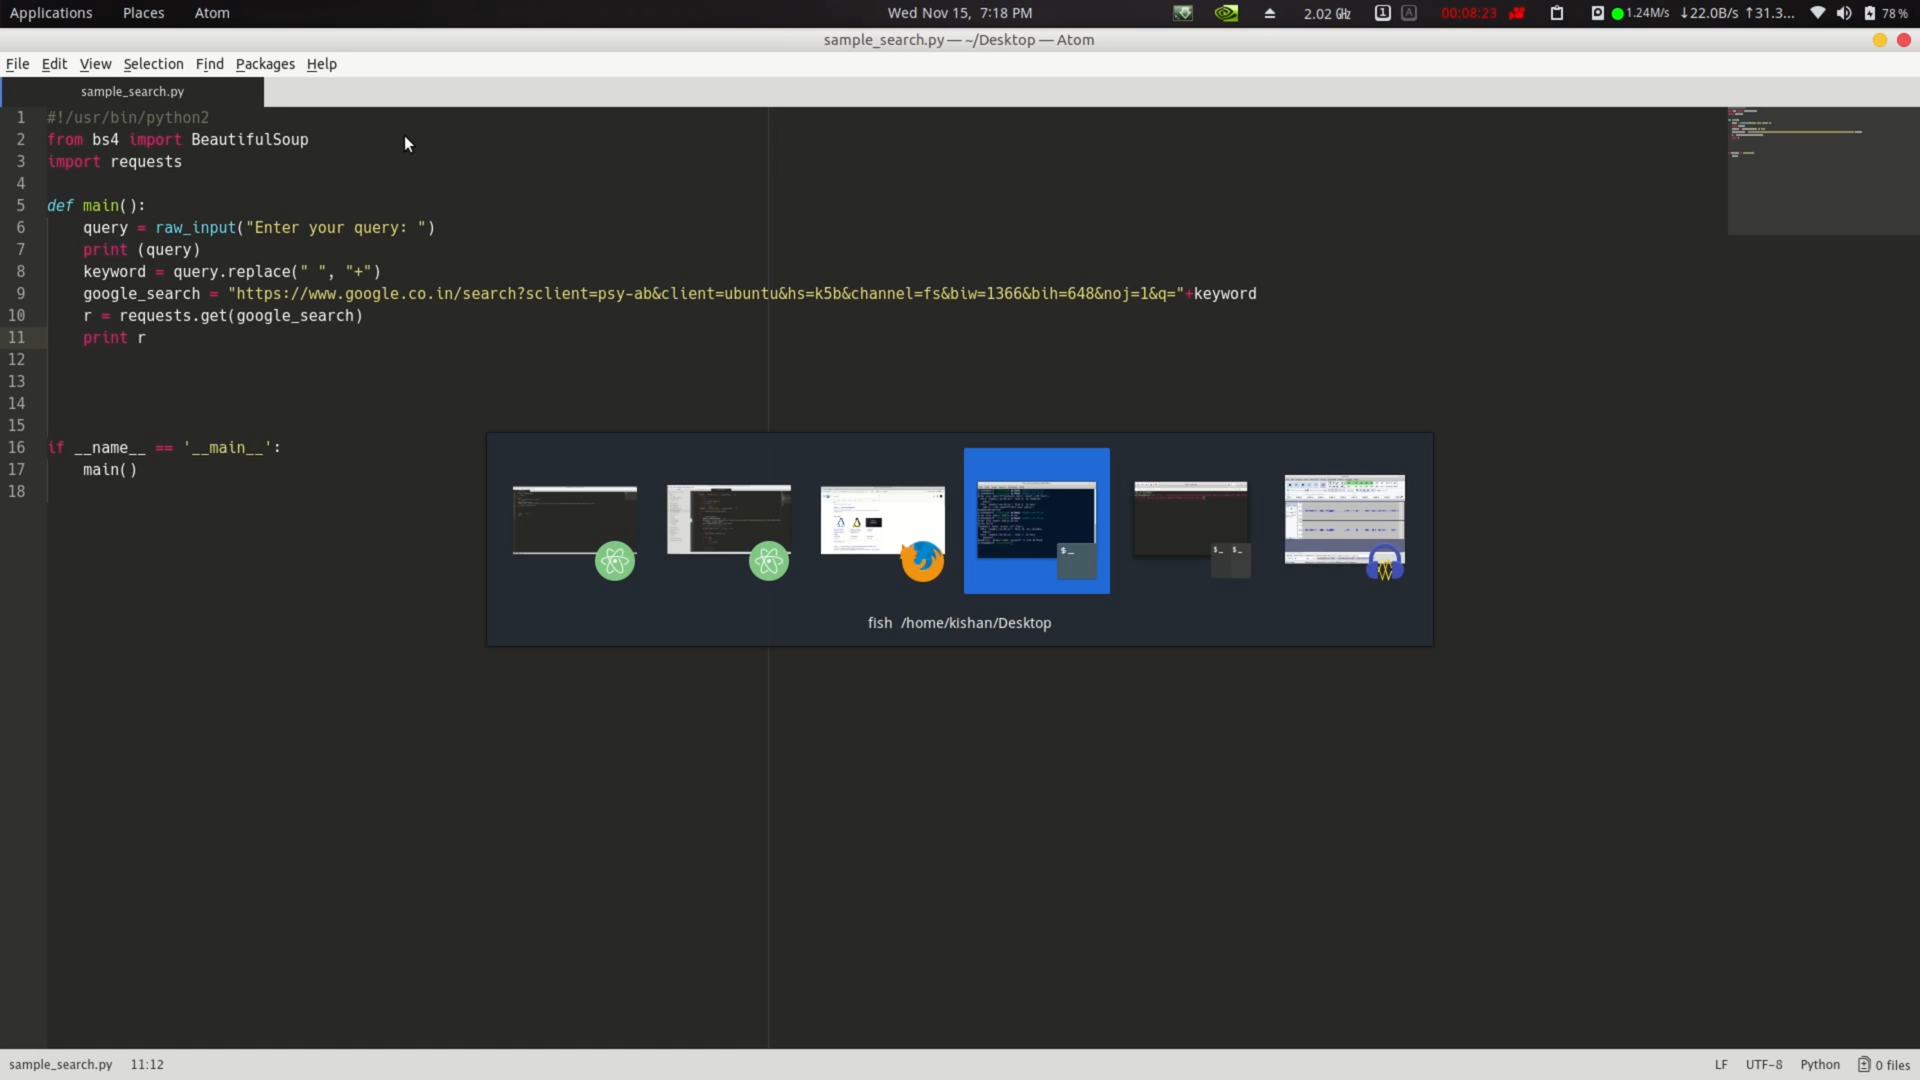 Applications Places Atom Wed Nov 15, 7:18 PM 2.02 GHz 1 A 00:08:23 1.24M/s ↓22.0B/s ↑31.3... 78 %
sample_search.py — ~/Desktop — Atom
File Edit View Selection Find Packages Help
sample_search.py
1 #!/usr/bin/python2
2 from bs4 import BeautifulSoup
3 import requests
4
5 def main():
6 query = raw_input("Enter your query: ")
7 print (query)
8 keyword = query.replace(" ", "+")
9 google_search = "https://www.google.co.in/search?sclient=psy-ab&client=ubuntu&hs=k5b&channel=fs&biw=1366&bih=648&noj=1&q="+keyword
10 r = requests.get(google_search)
11 print r
12
13
14
15
16 if __name__ == '__main__':
17 main()
18
$_ $_ $_
fish /home/kishan/Desktop
sample_search.py 11:12 LF UTF-8 Python 0 files